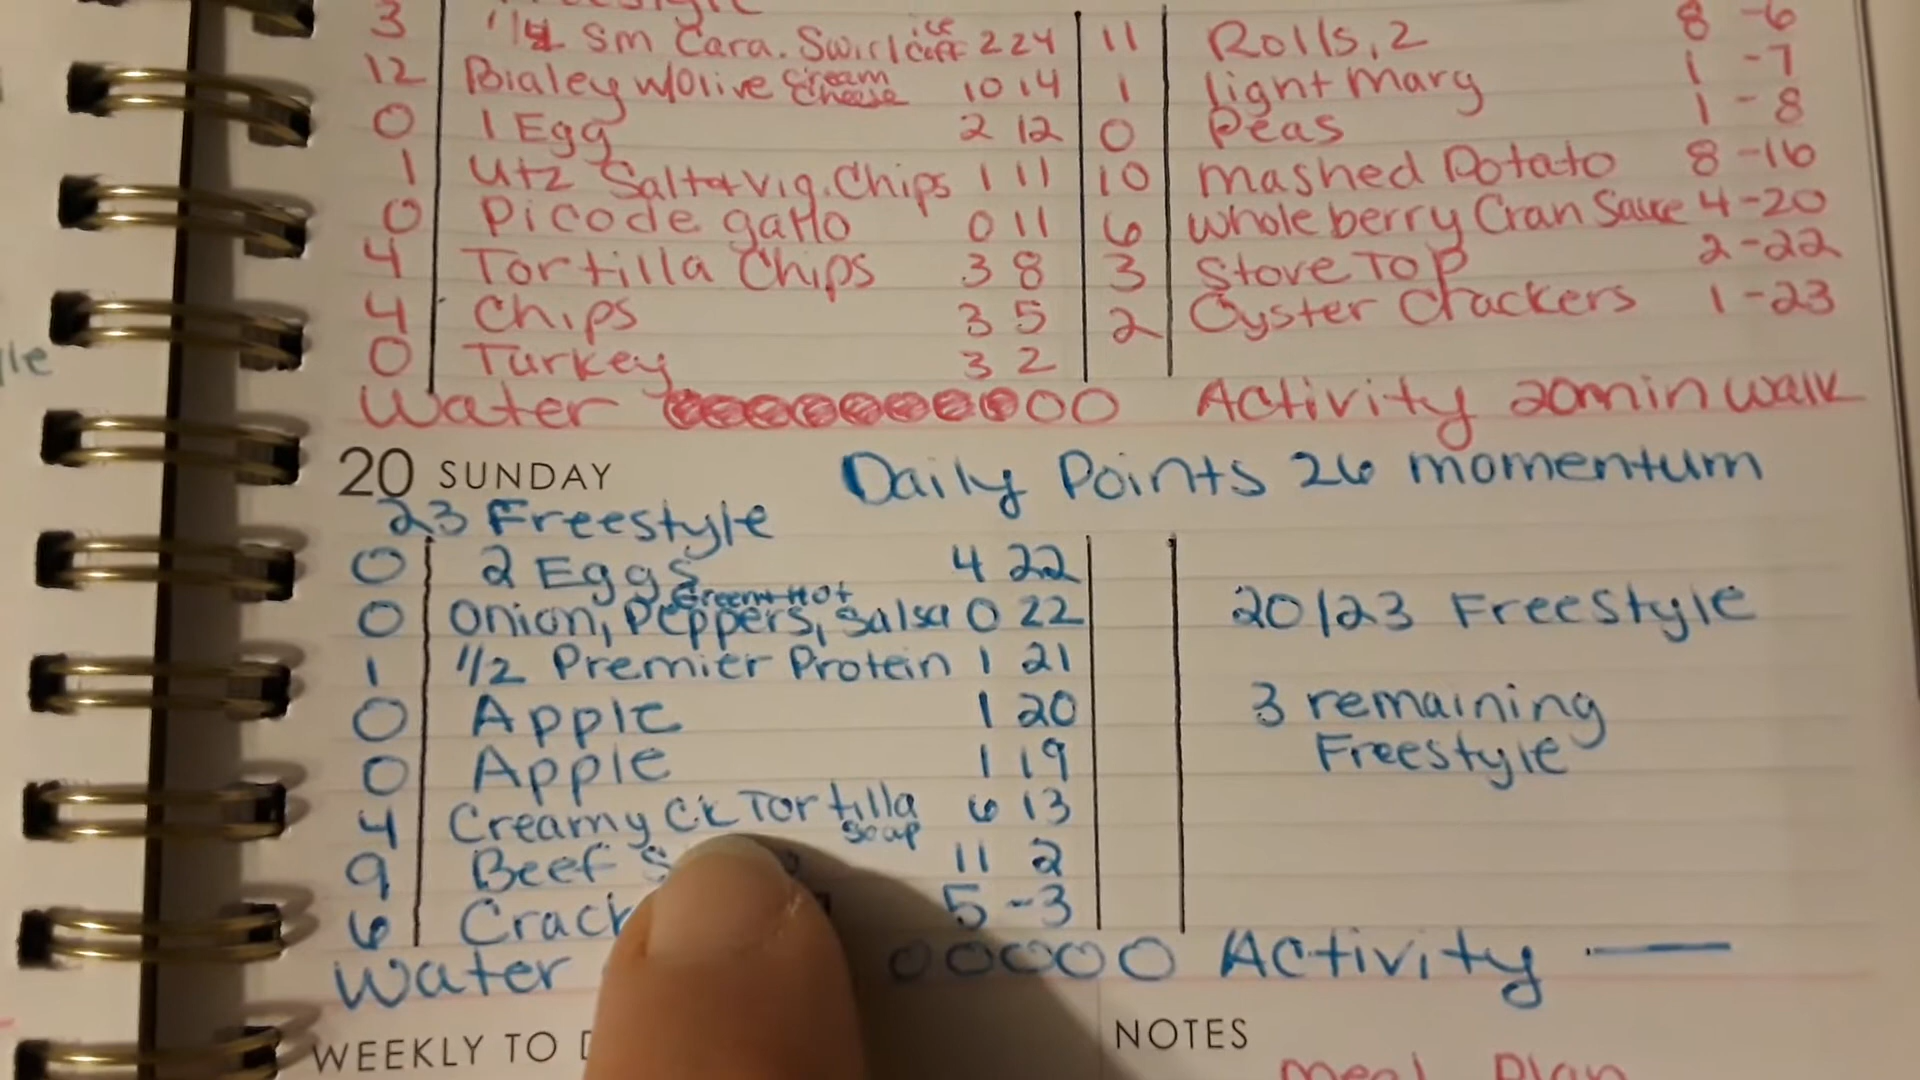 3 1/4 sm Cara. Swirl ice Coff 2 24 11 Rolls, 2 8 -6
12 Bialey w/Olive Cream Cheese 10 14 1 light marg 1 -7
0 1 Egg 2 12 0 Peas 1 - 8
1 Utz Salt + vig. Chips 1 11 10 mashed Potato 8 -16
0 Picode gallo 0 11 6 whole berry Cran Sauce 4 -20
4 Tortilla Chips 3 8 3 Stove Top 2 -22
4 Chips 3 5 2 Oyster Crackers 1 -23
0 Turkey 3 2
Water Activity 20min walk
20 SUNDAY Daily Points 26 momentum
23 Freestyle
0 2 Eggs 4 22
0 Onion, Green + Hot Peppers, Salsa 0 22 20/23 Freestyle
1 1/2 Premier Protein 1 21
0 Apple 1 20 3 remaining
0 Apple 1 19 Freestyle
4 Creamy CK Tortilla Soup 6 13
9 Beef 11 2
6 5 -3
Water Activity —
WEEKLY TO NOTES
Meal Plan